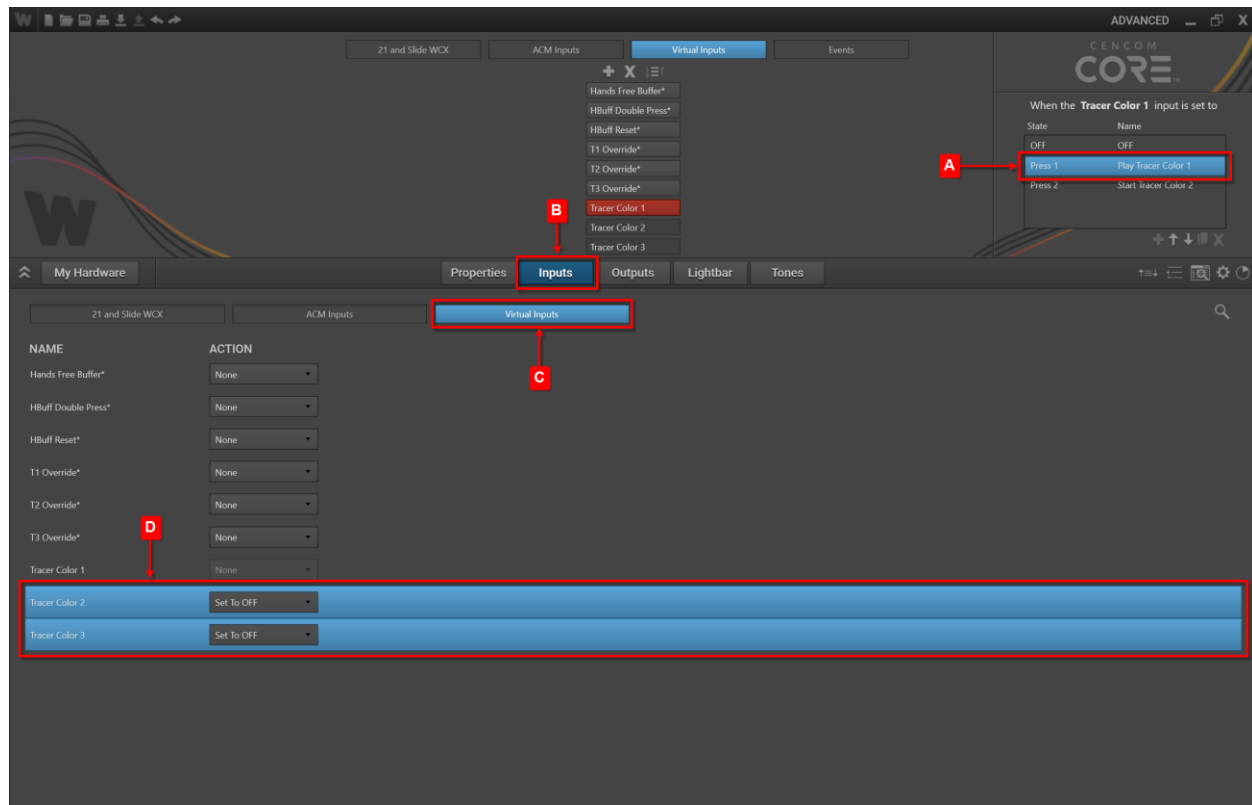 W ADVANCED
21 and Slide WCX ACM Inputs Virtual Inputs Events
CENCOM
CORE
Hands Free Buffer*
HBuff Double Press*
HBuff Reset*
T1 Override*
T2 Override*
T3 Override*
Tracer Color 1
Tracer Color 2
Tracer Color 3
When the Tracer Color 1 input is set to
State Name
OFF OFF
A Press 1 Play Tracer Color 1
Press 2 Start Tracer Color 2
W
B
My Hardware Properties Inputs Outputs Lightbar Tones
21 and Slide WCX ACM Inputs Virtual Inputs
C
NAME ACTION
Hands Free Buffer* None
HBuff Double Press* None
HBuff Reset* None
T1 Override* None
T2 Override* None
D
T3 Override* None
Tracer Color 1 None
Tracer Color 2 Set To OFF
Tracer Color 3 Set To OFF